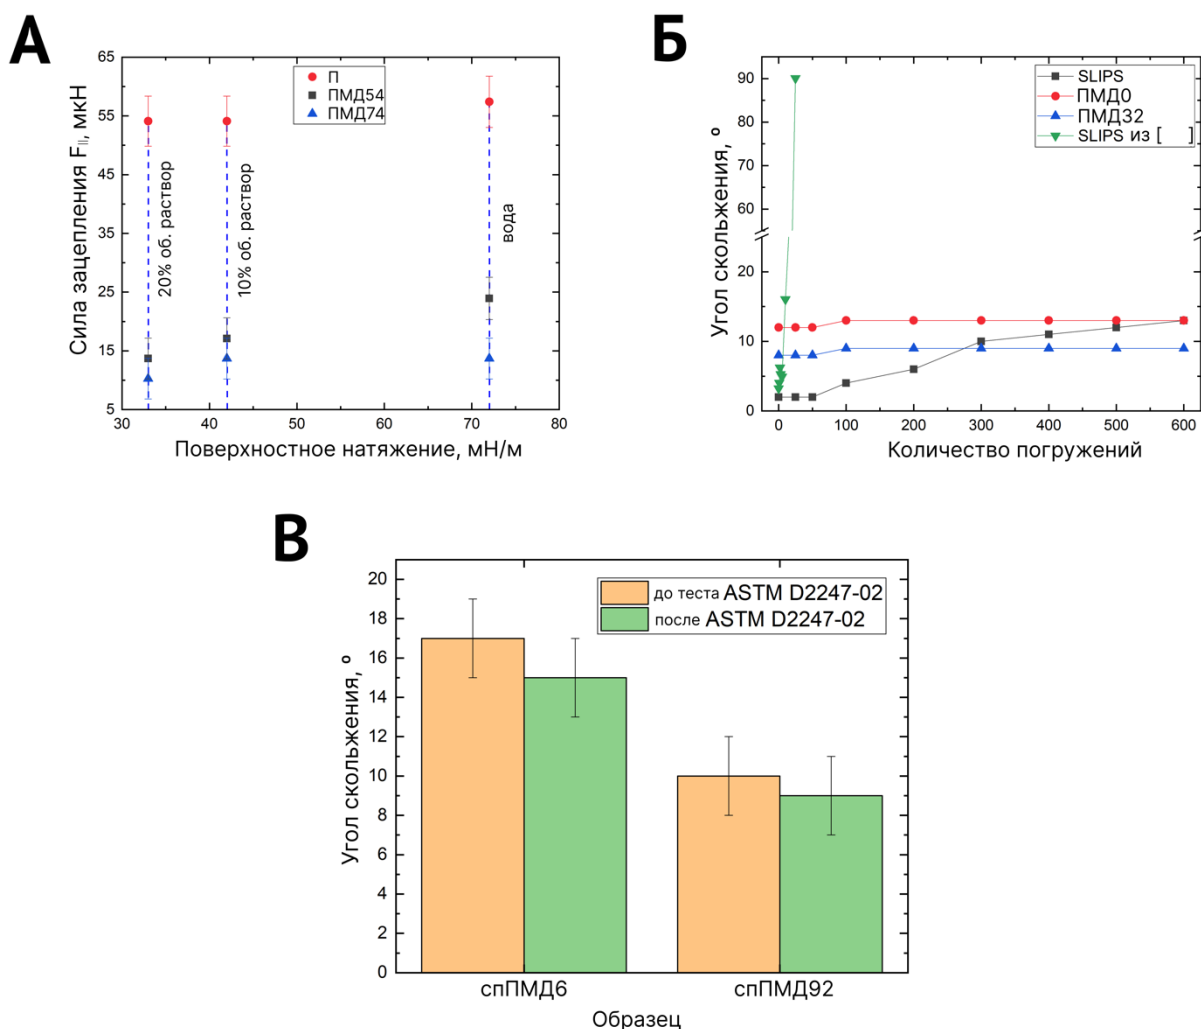 А
65
55
45
35
25
15
5
30
40
50
60
70
80
Сила зацепления F||, мкН
Поверхностное натяжение, мН/м
П
ПМД54
ПМД74
20% об. раствор
10% об. раствор
вода
Б
90
80
70
60
20
10
0
0
100
200
300
400
500
600
Угол скольжения, º
Количество погружений
SLIPS
ПМД0
ПМД32
SLIPS из [ ]
В
20
18
16
14
12
10
8
6
4
2
0
Угол скольжения, º
до теста ASTM D2247-02
после ASTM D2247-02
спПМД6
спПМД92
Образец